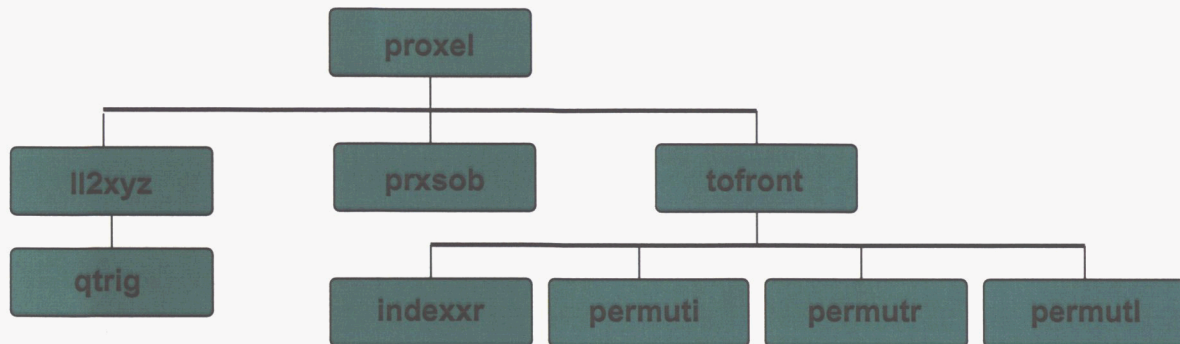 proxel
ll2xyz
prxsob
tofront
qtrig
indexxr
permuti
permutr
permutl